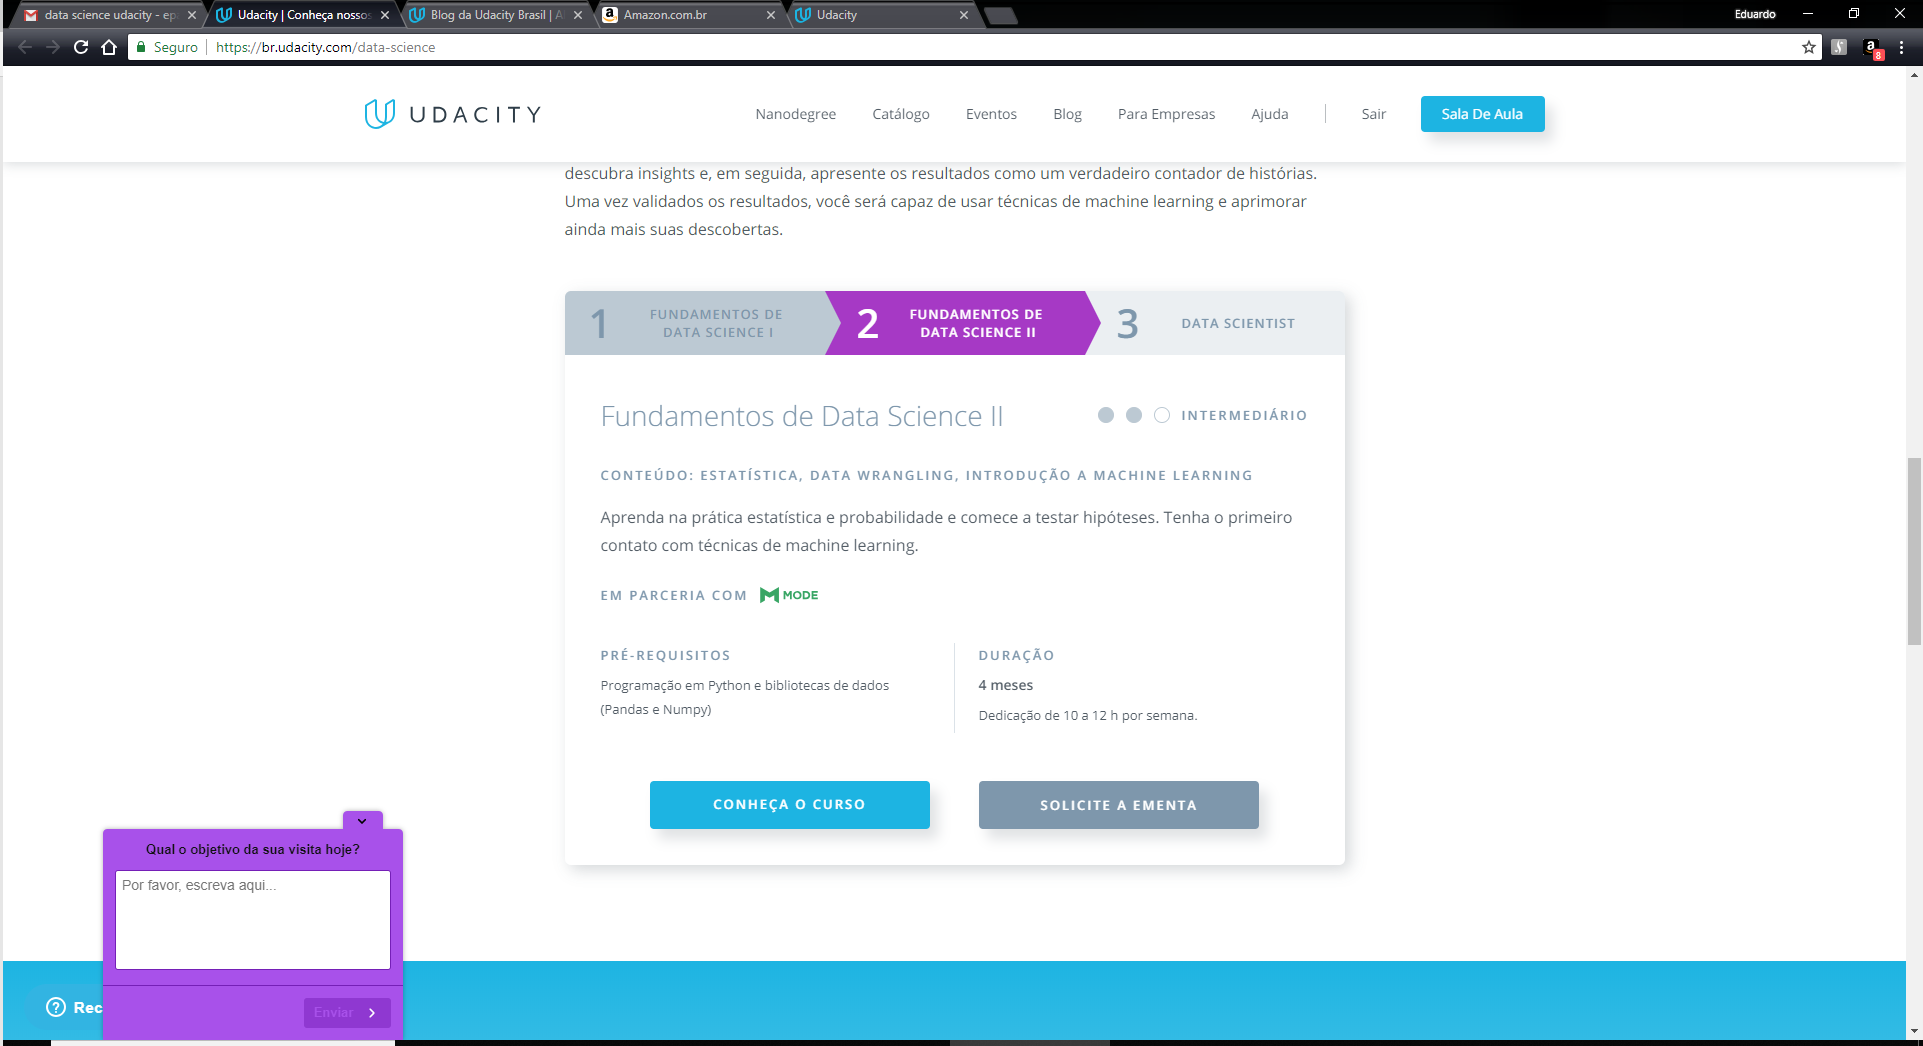 data science udacity - ep
Udacity | Conheça nossos
Blog da Udacity Brasil | A
Amazon.com.br
Udacity
Eduardo
Seguro
https://br.udacity.com/data-science
8
UDACITY
Nanodegree
Catálogo
Eventos
Blog
Para Empresas
Ajuda
Sair
Sala De Aula
descubra insights e, em seguida, apresente os resultados como um verdadeiro contador de histórias.
Uma vez validados os resultados, você será capaz de usar técnicas de machine learning e aprimorar
ainda mais suas descobertas.
1
FUNDAMENTOS DE
DATA SCIENCE I
2
FUNDAMENTOS DE
DATA SCIENCE II
3
DATA SCIENTIST
Fundamentos de Data Science II
INTERMEDIÁRIO
CONTEÚDO: ESTATÍSTICA, DATA WRANGLING, INTRODUÇÃO A MACHINE LEARNING
Aprenda na prática estatística e probabilidade e comece a testar hipóteses. Tenha o primeiro
contato com técnicas de machine learning.
EM PARCERIA COM MODE
PRÉ-REQUISITOS
Programação em Python e bibliotecas de dados
(Pandas e Numpy)
DURAÇÃO
4 meses
Dedicação de 10 a 12 h por semana.
CONHEÇA O CURSO
SOLICITE A EMENTA
Qual o objetivo da sua visita hoje?
Por favor, escreva aqui...
Enviar
? Rec